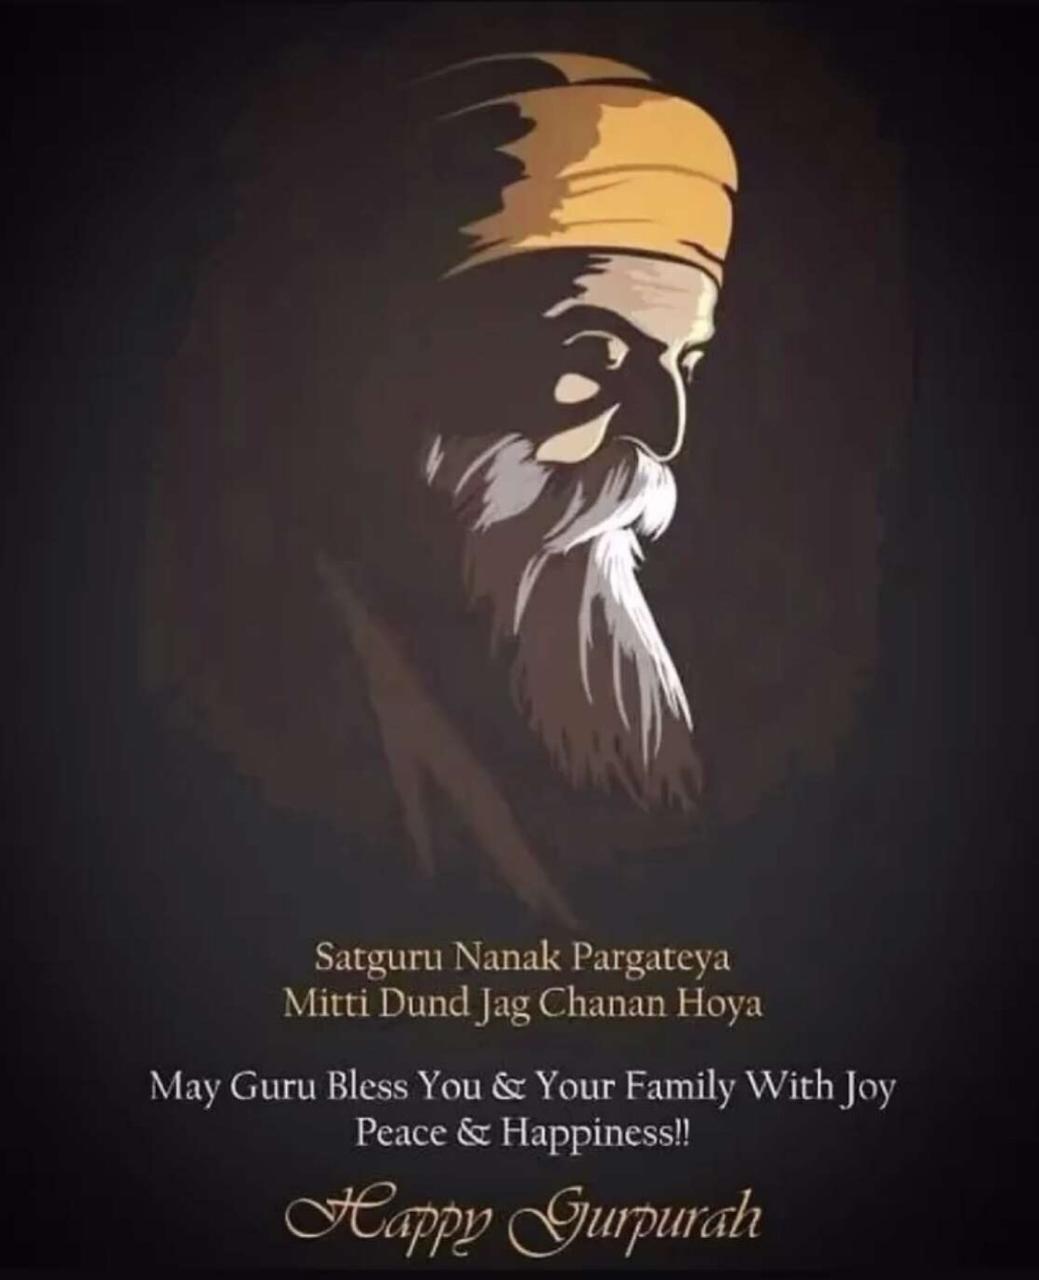 Satguru Nanak Pargateya
Mitti Dund Jag Chanan Hoya
May Guru Bless You & Your Family With Joy
Peace & Happiness!!
Happy Gurpurab